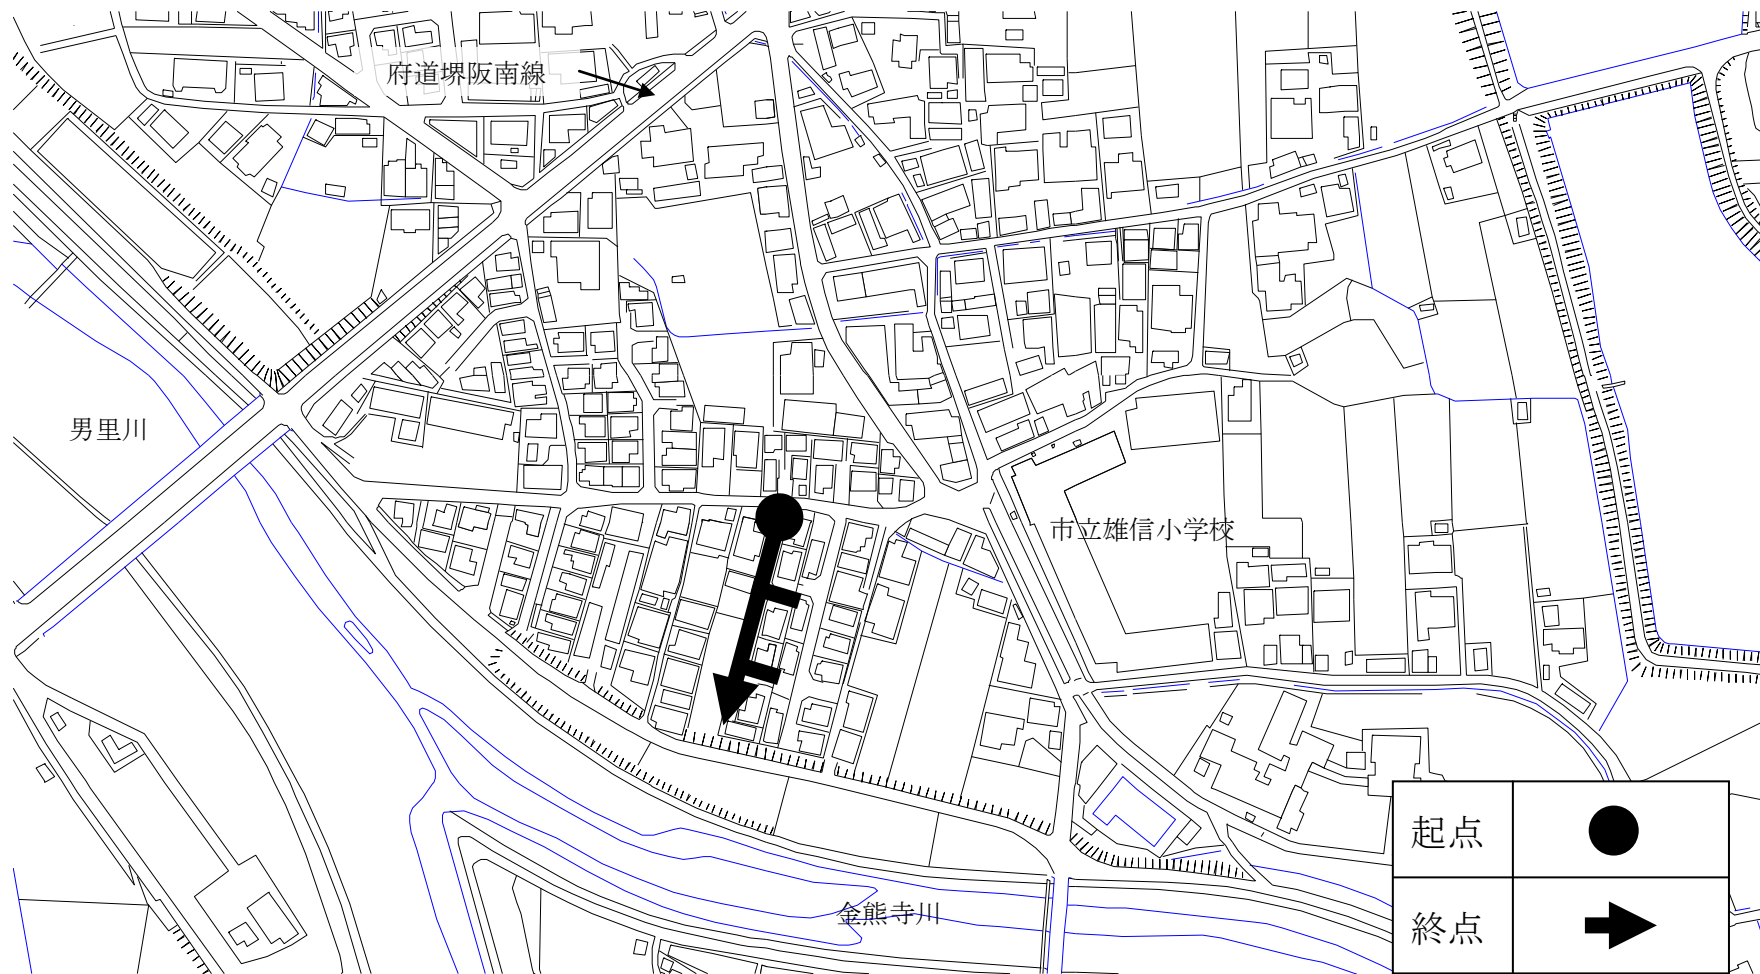 府道堺阪南線
男里川
市立雄信小学校
金熊寺川
起点
終点